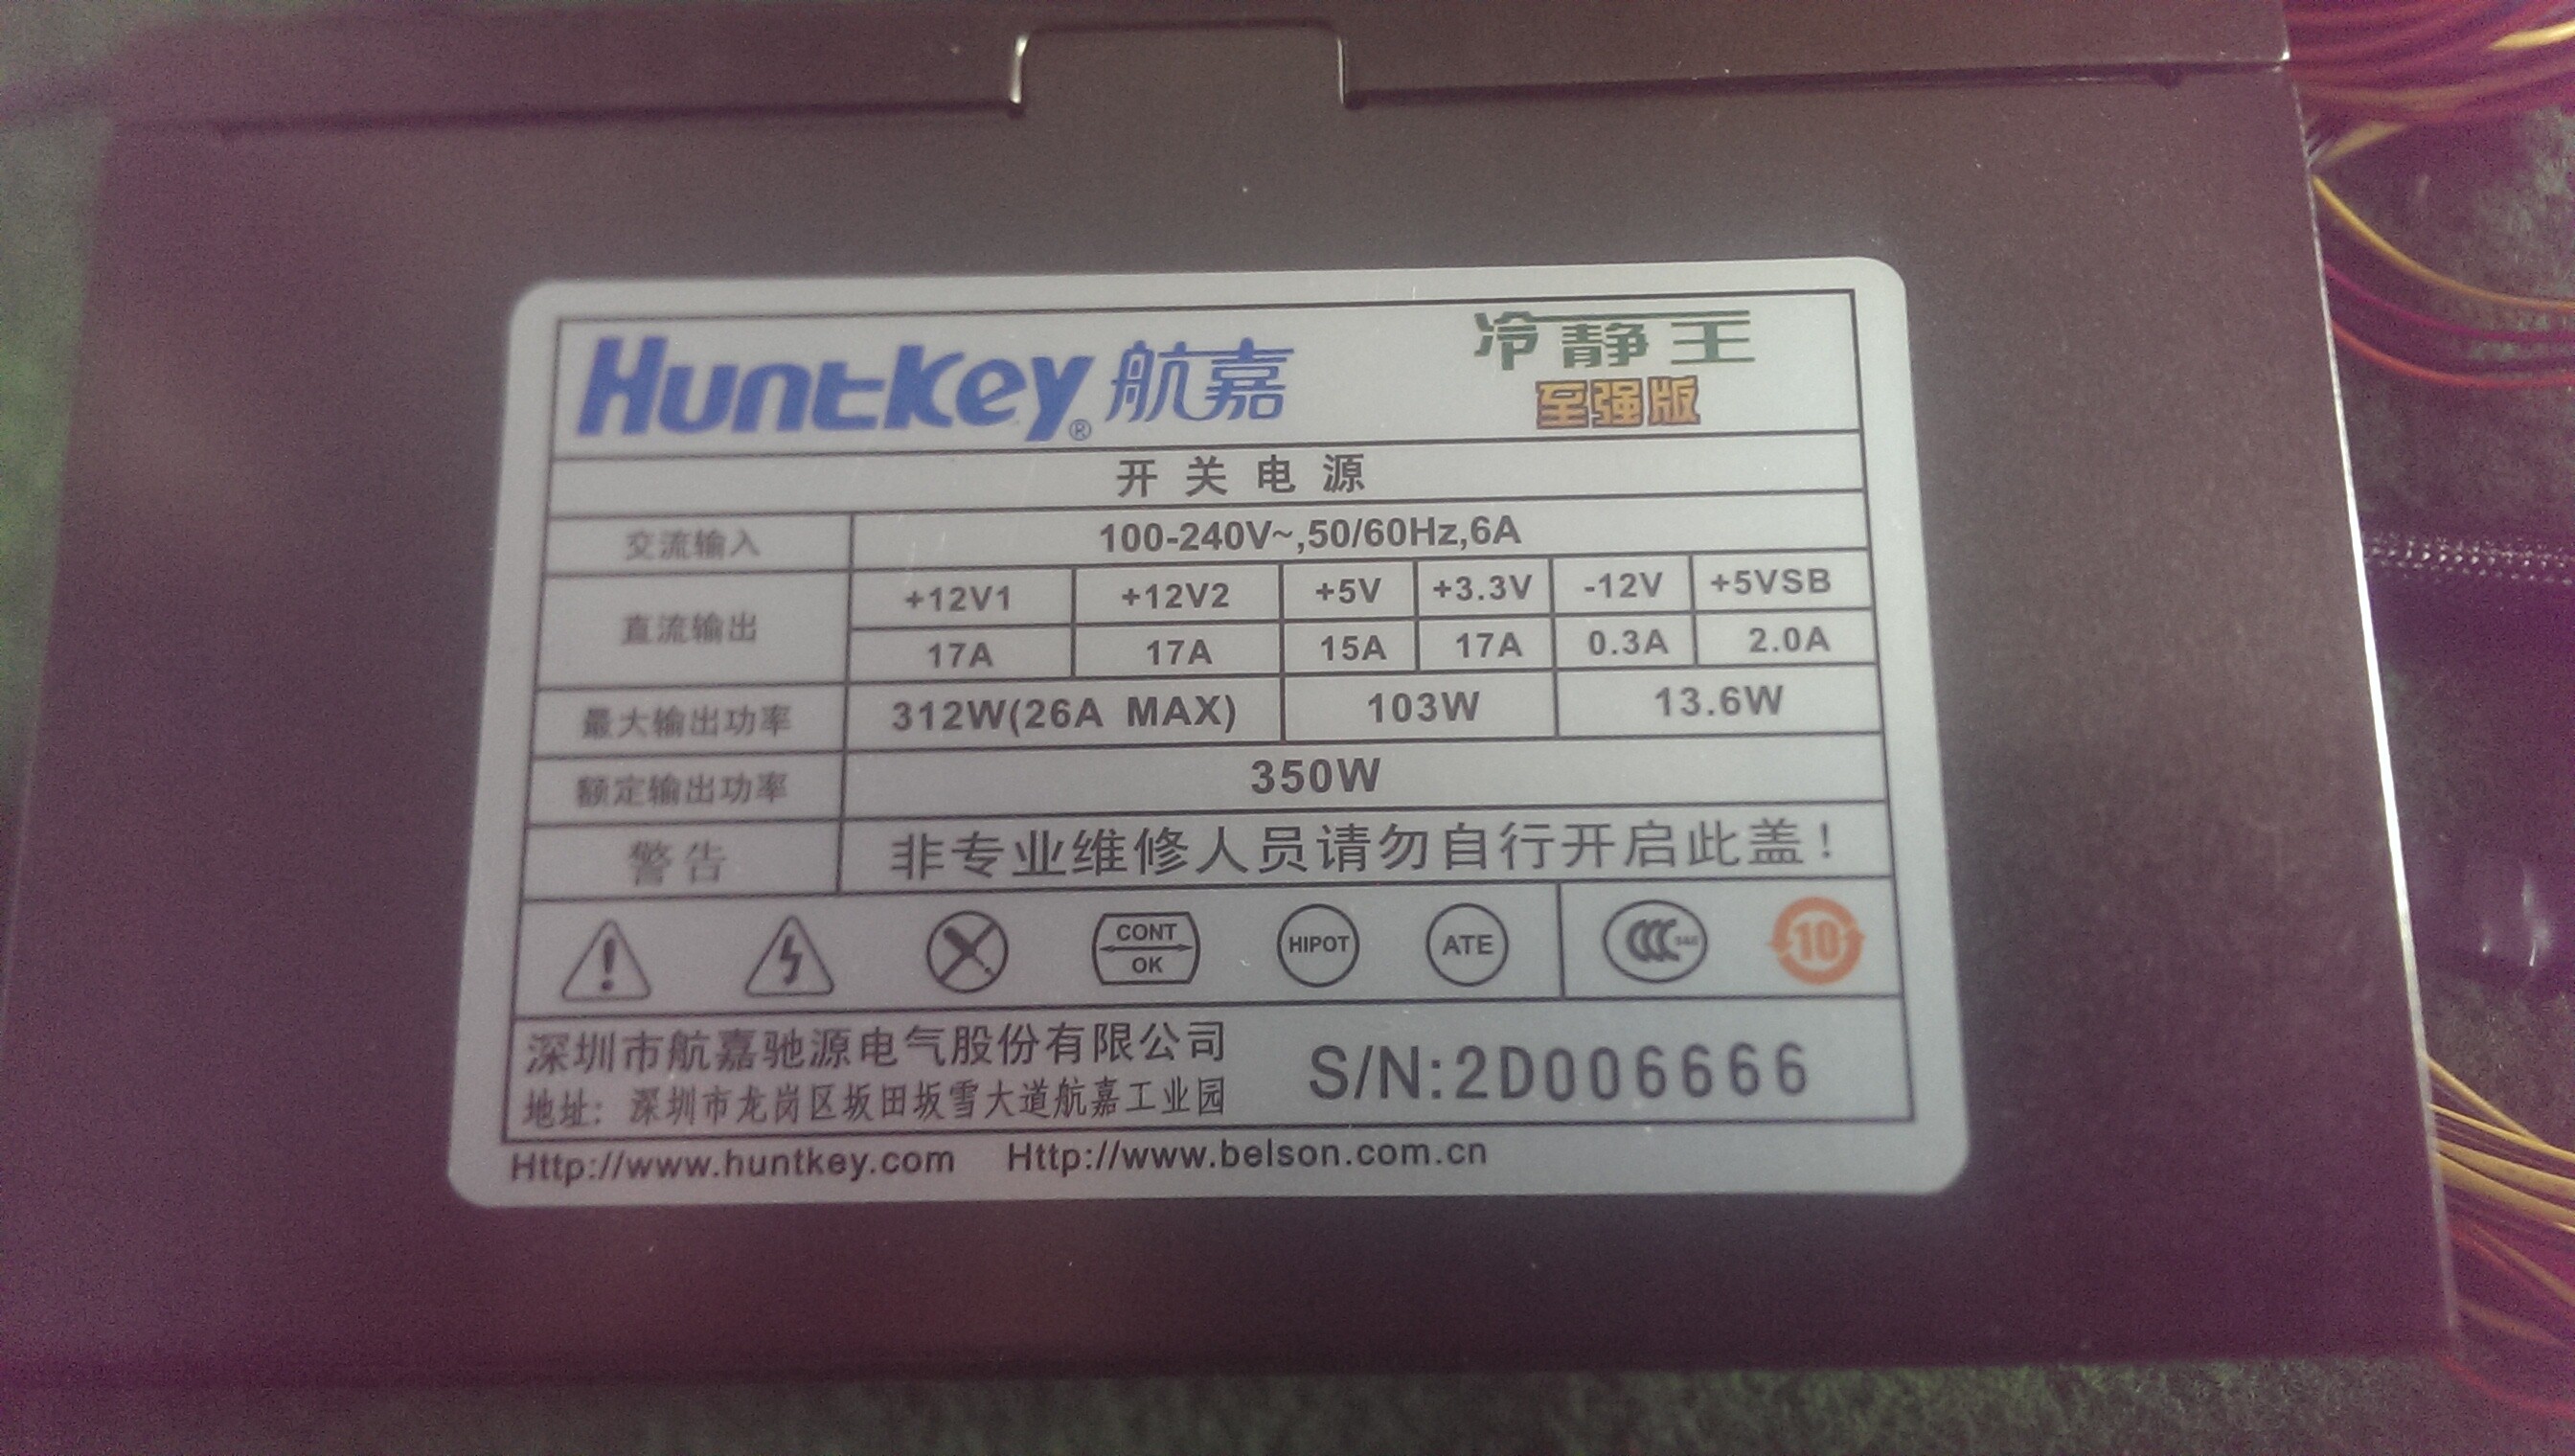 Huntkey® 航嘉 冷静王
至强版
开关电源
交流输入 100-240V~,50/60Hz,6A
直流输出 +12V1 +12V2 +5V +3.3V -12V +5VSB
17A 17A 15A 17A 0.3A 2.0A
最大输出功率 312W(26A MAX) 103W 13.6W
额定输出功率 350W
警告 非专业维修人员请勿自行开启此盖!
CONT OK HIPOT ATE CCC 10
深圳市航嘉驰源电气股份有限公司
地址: 深圳市龙岗区坂田坂雪大道航嘉工业园
S/N:2D006666
Http://www.huntkey.com Http://www.belson.com.cn